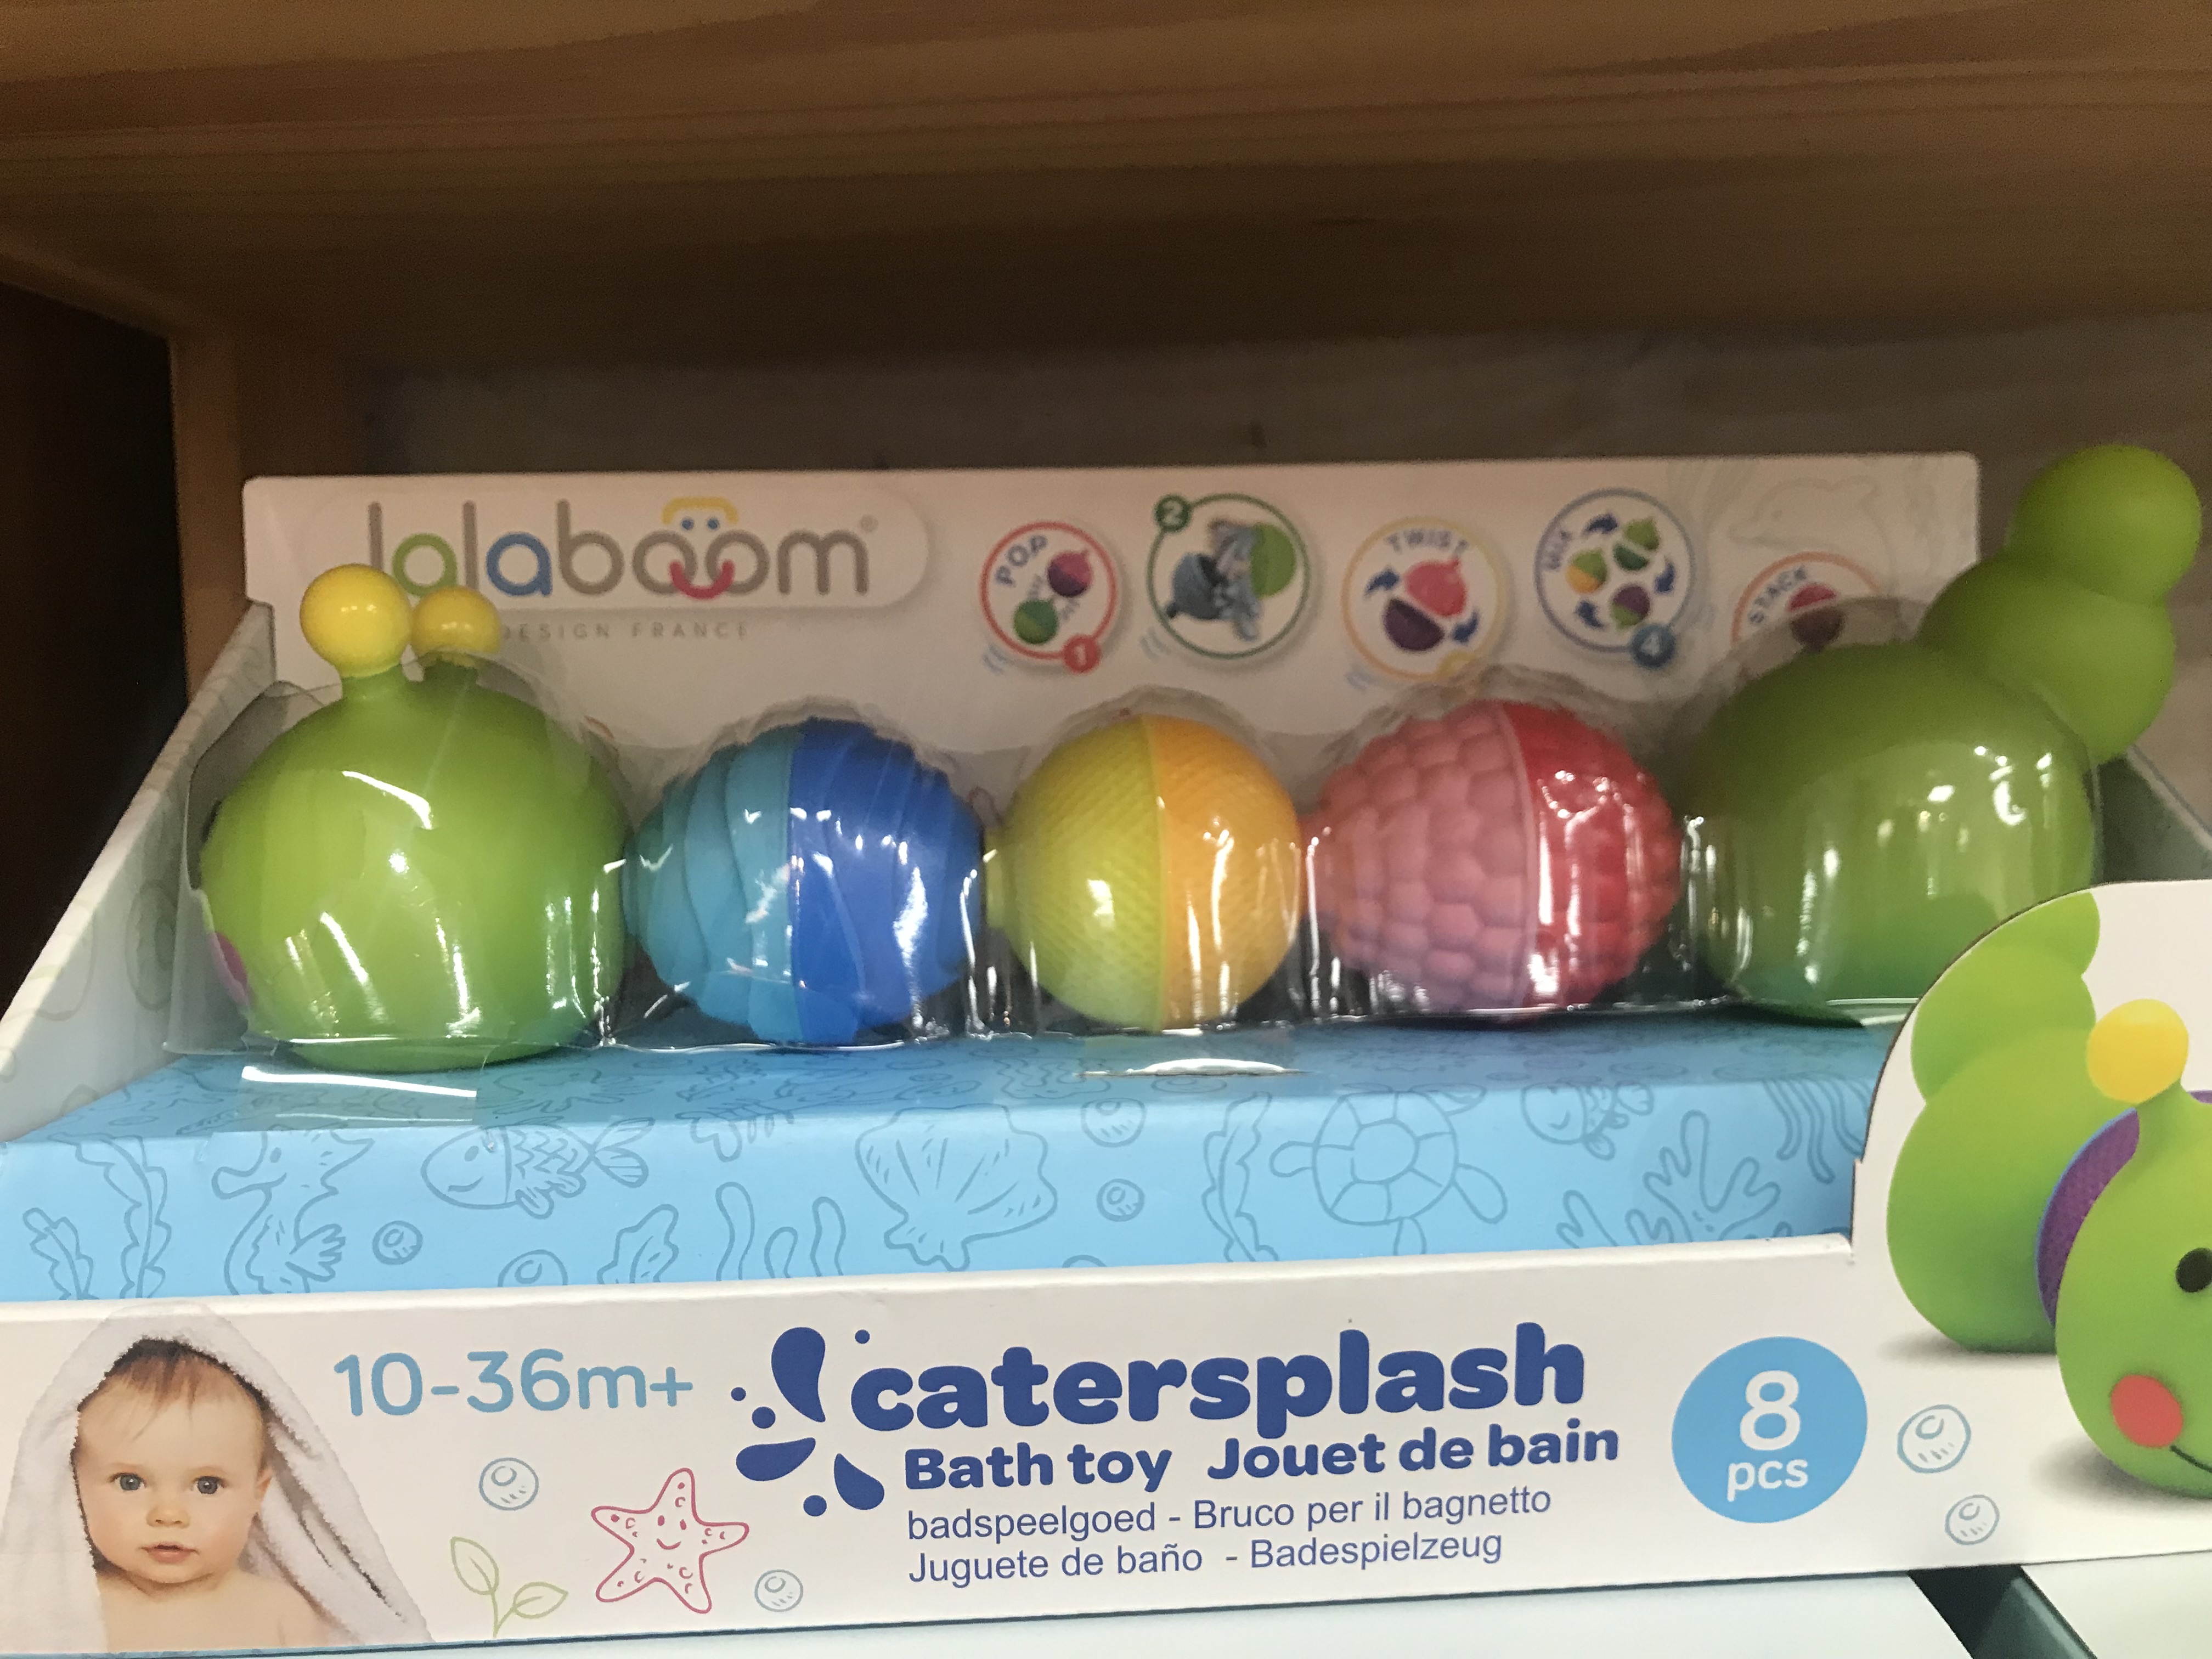 lalaboom®
DESIGN FRANCE
POP
1
2
TWIST
MIX
4
STACK
10-36m+
catersplash
Bath toy Jouet de bain
badspeelgoed - Bruco per il bagnetto
Juguete de baño - Badespielzeug
8
pcs